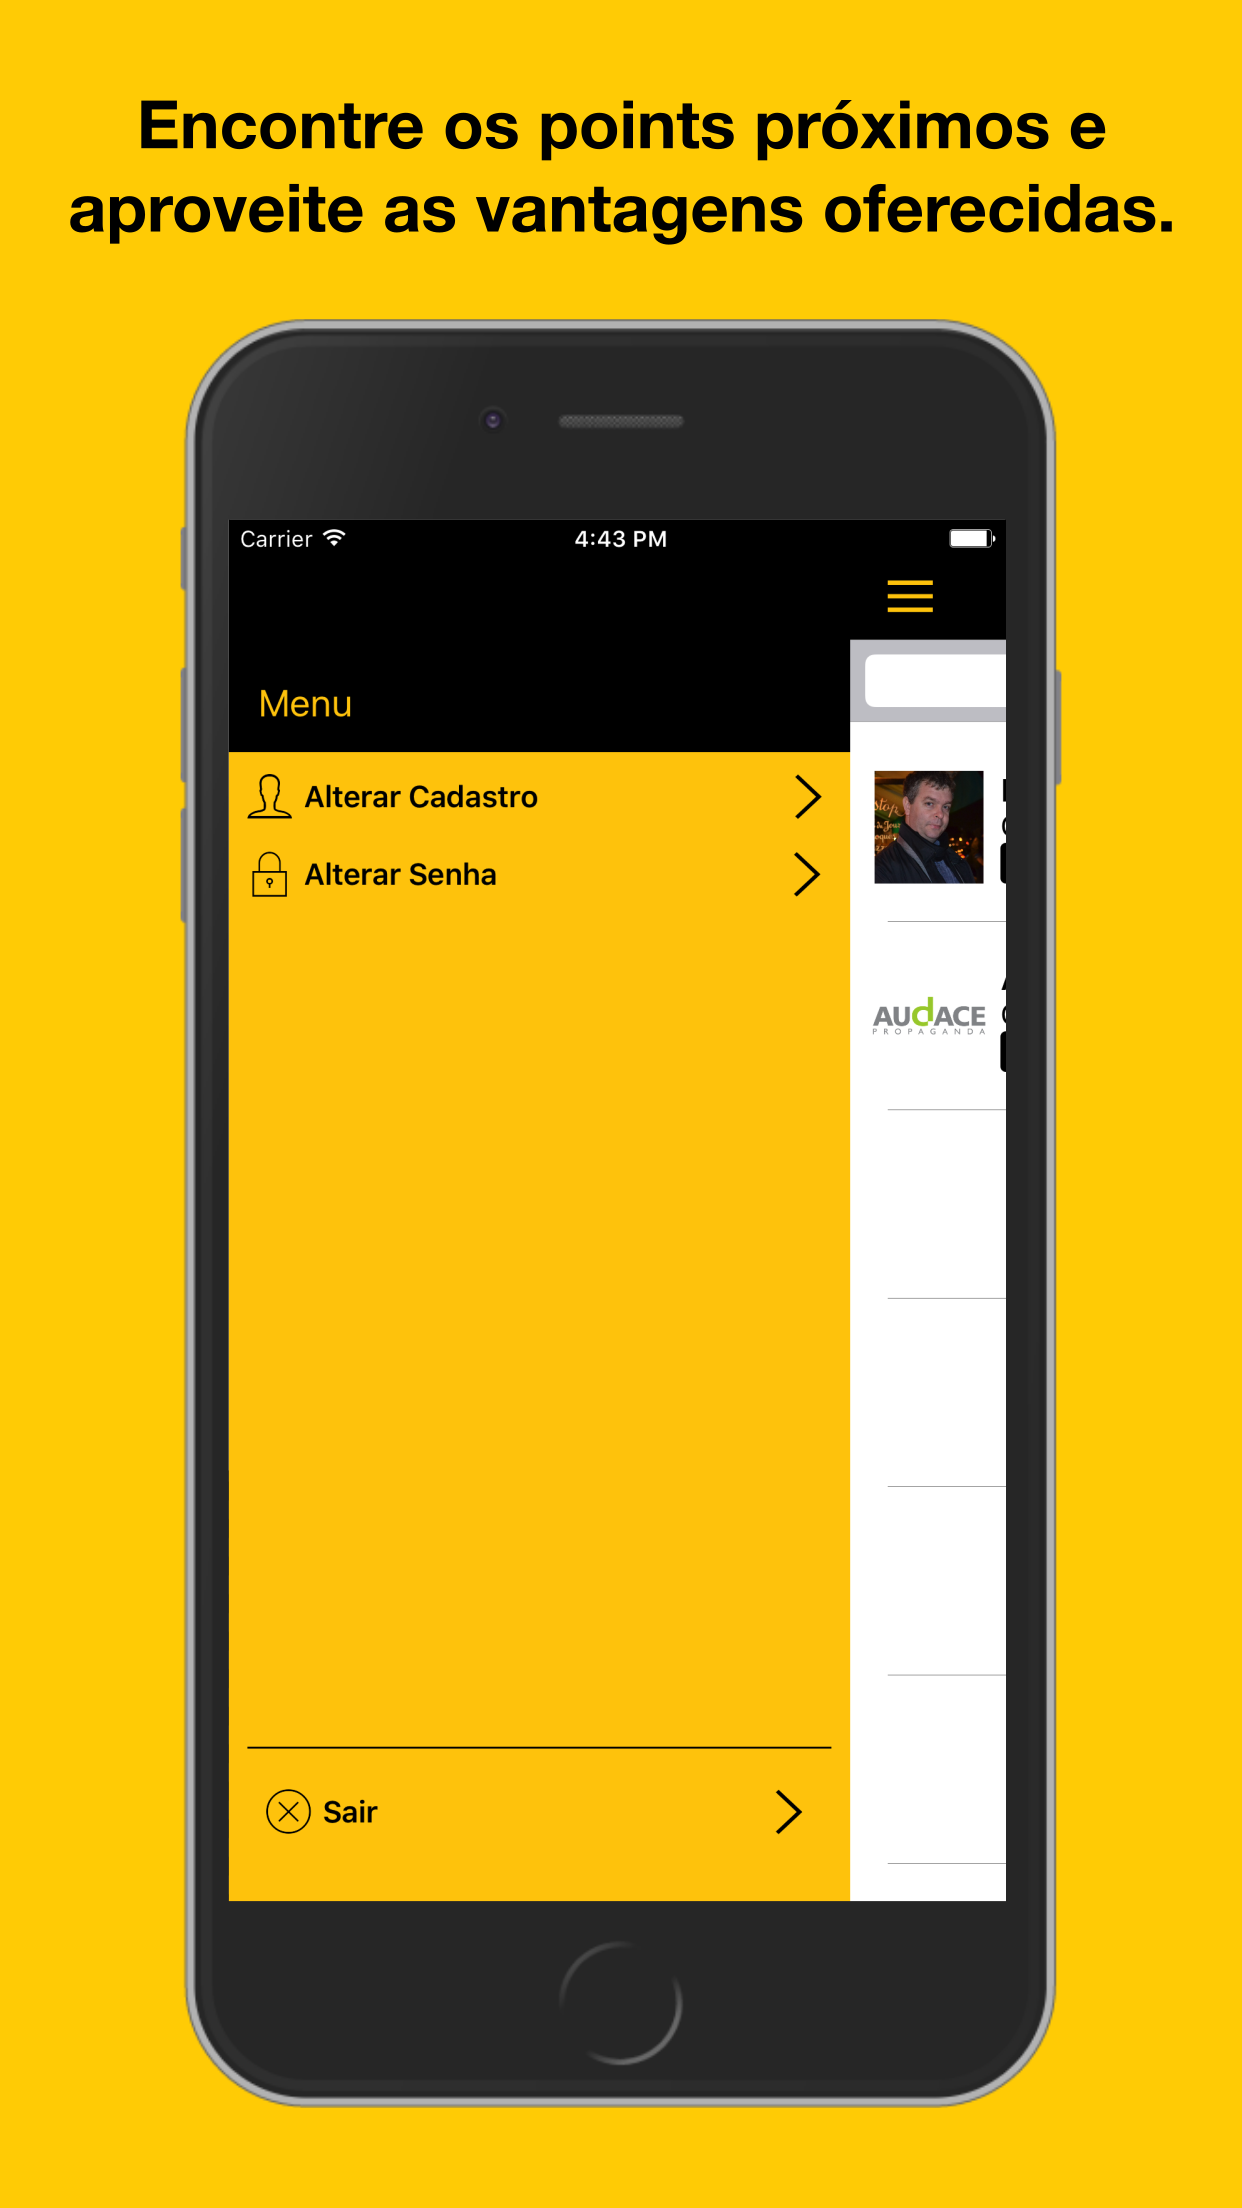 Encontre os points próximos e
aproveite as vantagens oferecidas.
Carrier 4:43 PM
Menu
Alterar Cadastro
Alterar Senha
AUdACE
PROPAGANDA
Sair